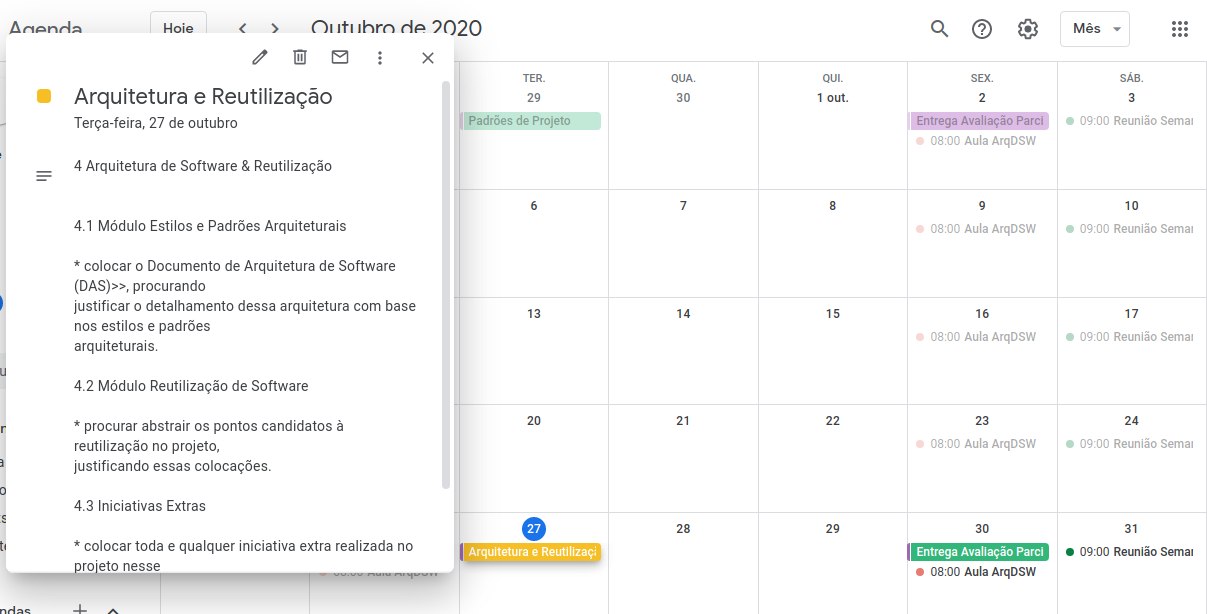 Agenda
Hoje
Outubro de 2020
Mês
Arquitetura e Reutilização
Terça-feira, 27 de outubro
4 Arquitetura de Software & Reutilização
4.1 Módulo Estilos e Padrões Arquiteturais
* colocar o Documento de Arquitetura de Software
(DAS)>>, procurando
justificar o detalhamento dessa arquitetura com base
nos estilos e padrões
arquiteturais.
4.2 Módulo Reutilização de Software
* procurar abstrair os pontos candidatos à
reutilização no projeto,
justificando essas colocações.
4.3 Iniciativas Extras
* colocar toda e qualquer iniciativa extra realizada no
projeto nesse
TER. QUA. QUI. SEX. SÁB.
29 30 1 out. 2 3
Padrões de Projeto
Entrega Avaliação Parci
08:00 Aula ArqDSW
09:00 Reunião Semar
6 7 8 9 10
08:00 Aula ArqDSW
09:00 Reunião Semar
13 14 15 16 17
08:00 Aula ArqDSW
09:00 Reunião Semar
20 21 22 23 24
08:00 Aula ArqDSW
09:00 Reunião Semar
27 28 29 30 31
Arquitetura e Reutilizaçã
Entrega Avaliação Parci
08:00 Aula ArqDSW
09:00 Reunião Semar
08:00 Aula ArqDSW
ndas